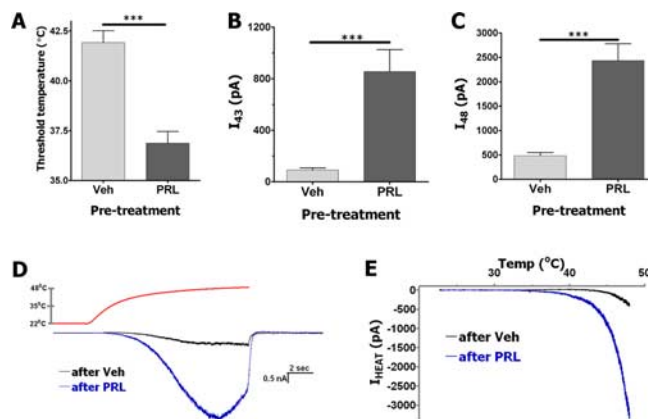 A
Threshold temperature (°C)
42.5
40.0
37.5
35.0
***
Veh
PRL
Pre-treatment
B
I43 (pA)
1200
800
400
0
***
Veh
PRL
Pre-treatment
C
I48 (pA)
3000
2500
2000
1500
1000
500
0
***
Veh
PRL
Pre-treatment
D
48°C
35°C
22°C
after Veh
after PRL
0.5 nA
2 sec
E
Temp (°C)
30
40
50
0
-500
-1000
-1500
-2000
-2500
-3000
IHEAT (pA)
after Veh
after PRL